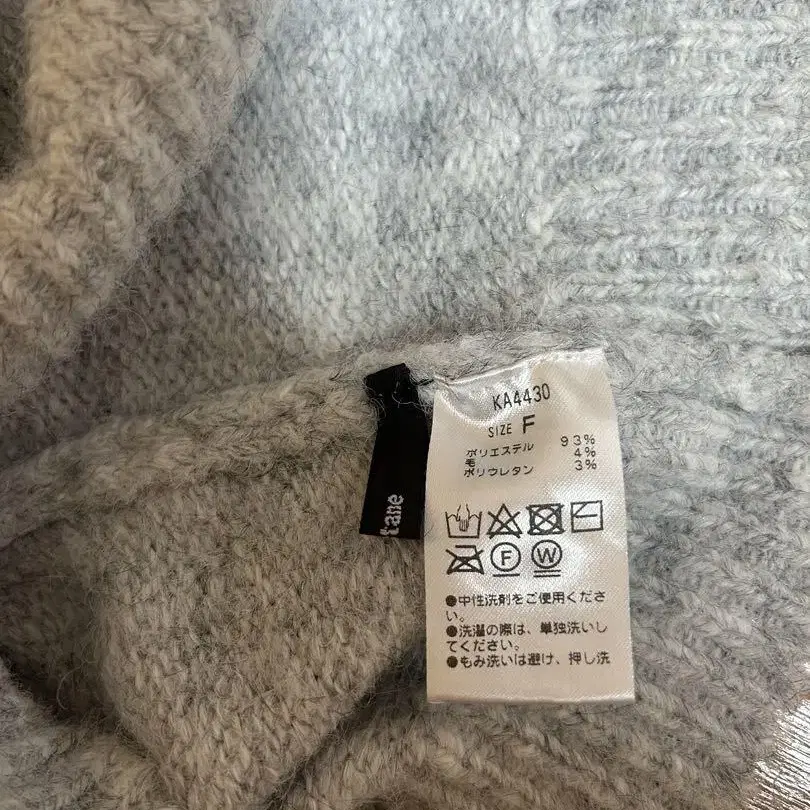 KA4430
SIZE F
ポリエステル 93%
毛 4%
ポリウレタン 3%
F W
●中性洗剤をご使用くださ
い。
●洗濯の際は、単独洗いし
てください。
●もみ洗いは避け、押し洗
tane